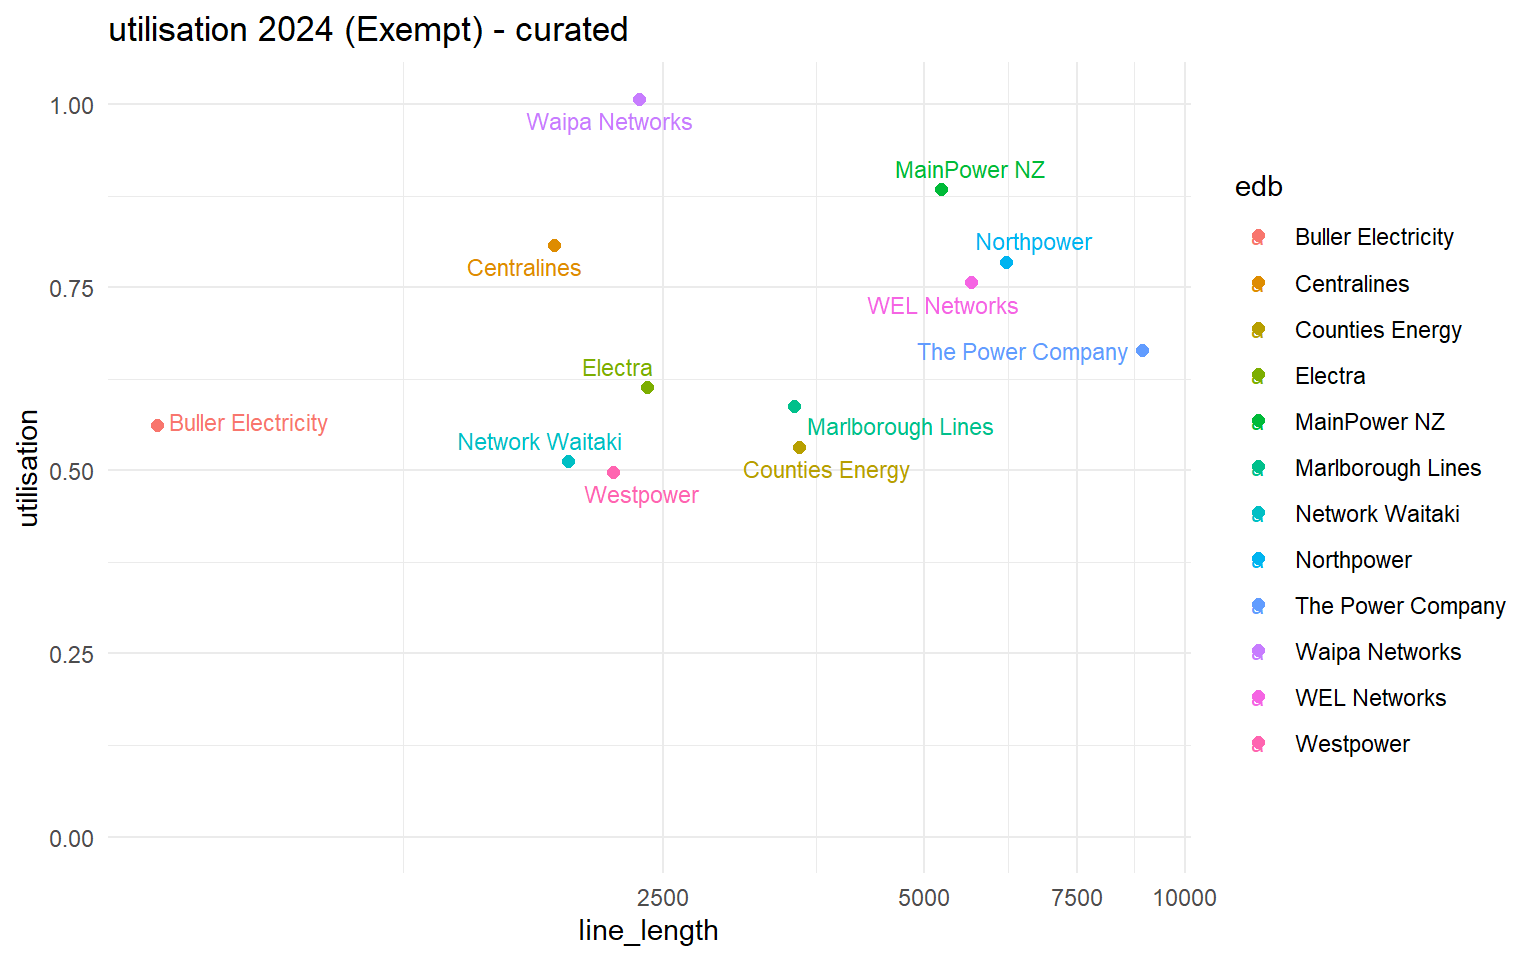 utilisation 2024 (Exempt) - curated
1.00
0.75
0.50
0.25
0.00
utilisation
Waipa Networks
MainPower NZ
Northpower
Centralines
WEL Networks
The Power Company
Electra
Buller Electricity
Marlborough Lines
Network Waitaki
Counties Energy
Westpower
2500
5000
7500
10000
line_length
edb
a Buller Electricity
a Centralines
a Counties Energy
a Electra
a MainPower NZ
a Marlborough Lines
a Network Waitaki
a Northpower
a The Power Company
a Waipa Networks
a WEL Networks
a Westpower